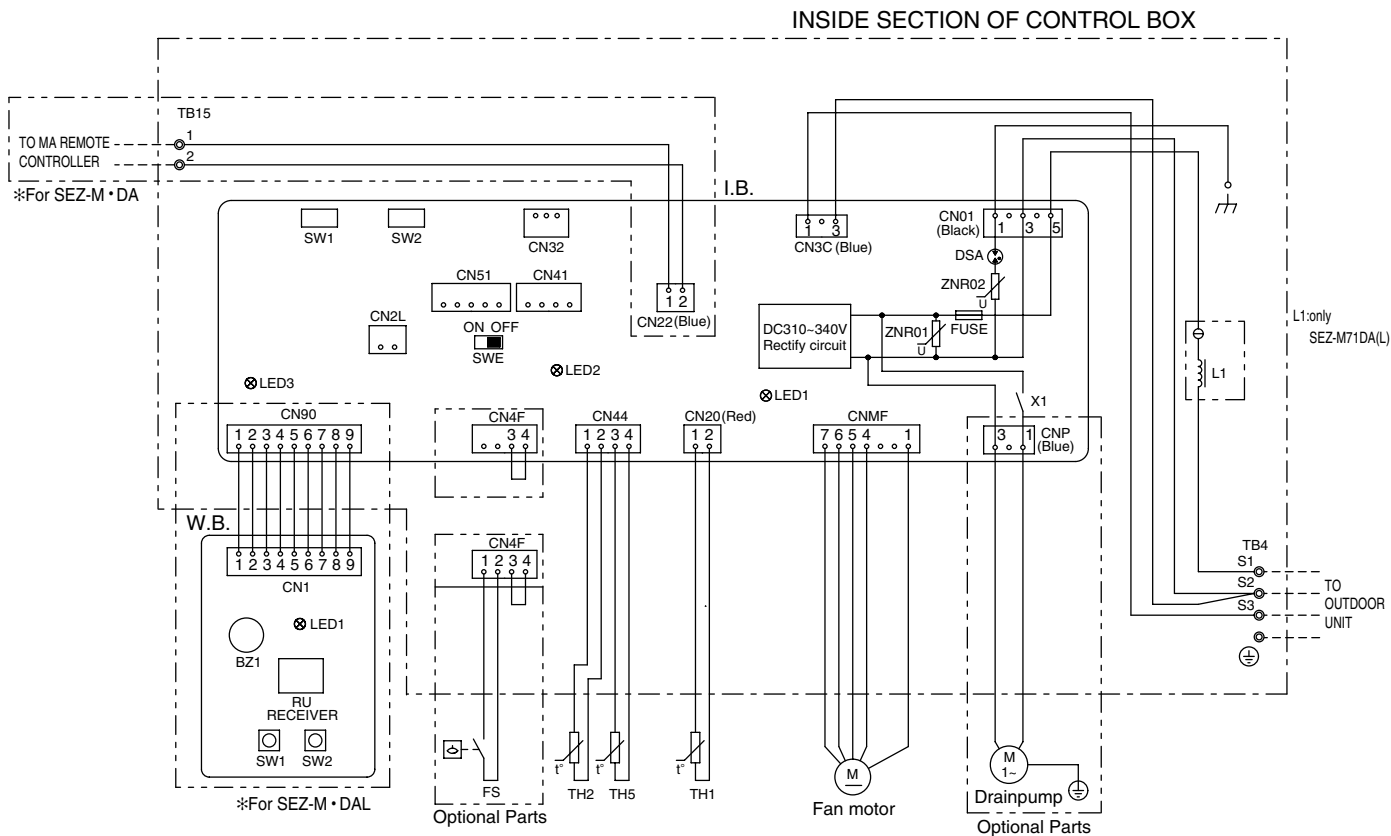 INSIDE SECTION OF CONTROL BOX
TB15
TO MA REMOTE
CONTROLLER
1
2
✻For SEZ-M・DA
I.B.
SW1
SW2
CN32
CN51
CN41
CN2L
ON OFF
SWE
1 2
CN22(Blue)
1 3
CN3C (Blue)
CN01
(Black)
1 3 5
DSA
ZNR02
U
DC310~340V
Rectify circuit
ZNR01
U
FUSE
L1:only
SEZ-M71DA(L)
L1
LED3
LED2
LED1
X1
CN90
1 2 3 4 5 6 7 8 9
CN4F
3 4
CN44
1 2 3 4
CN20(Red)
1 2
CNMF
7 6 5 4 1
3 1
CNP
(Blue)
W.B.
1 2 3 4 5 6 7 8 9
CN1
LED1
BZ1
RU
RECEIVER
SW1
SW2
✻For SEZ-M・DAL
CN4F
1 2 3 4
FS
Optional Parts
t°
TH2
t°
TH5
t°
TH1
M
Fan motor
M
1~
Drainpump
Optional Parts
TB4
S1
S2
S3
TO
OUTDOOR
UNIT